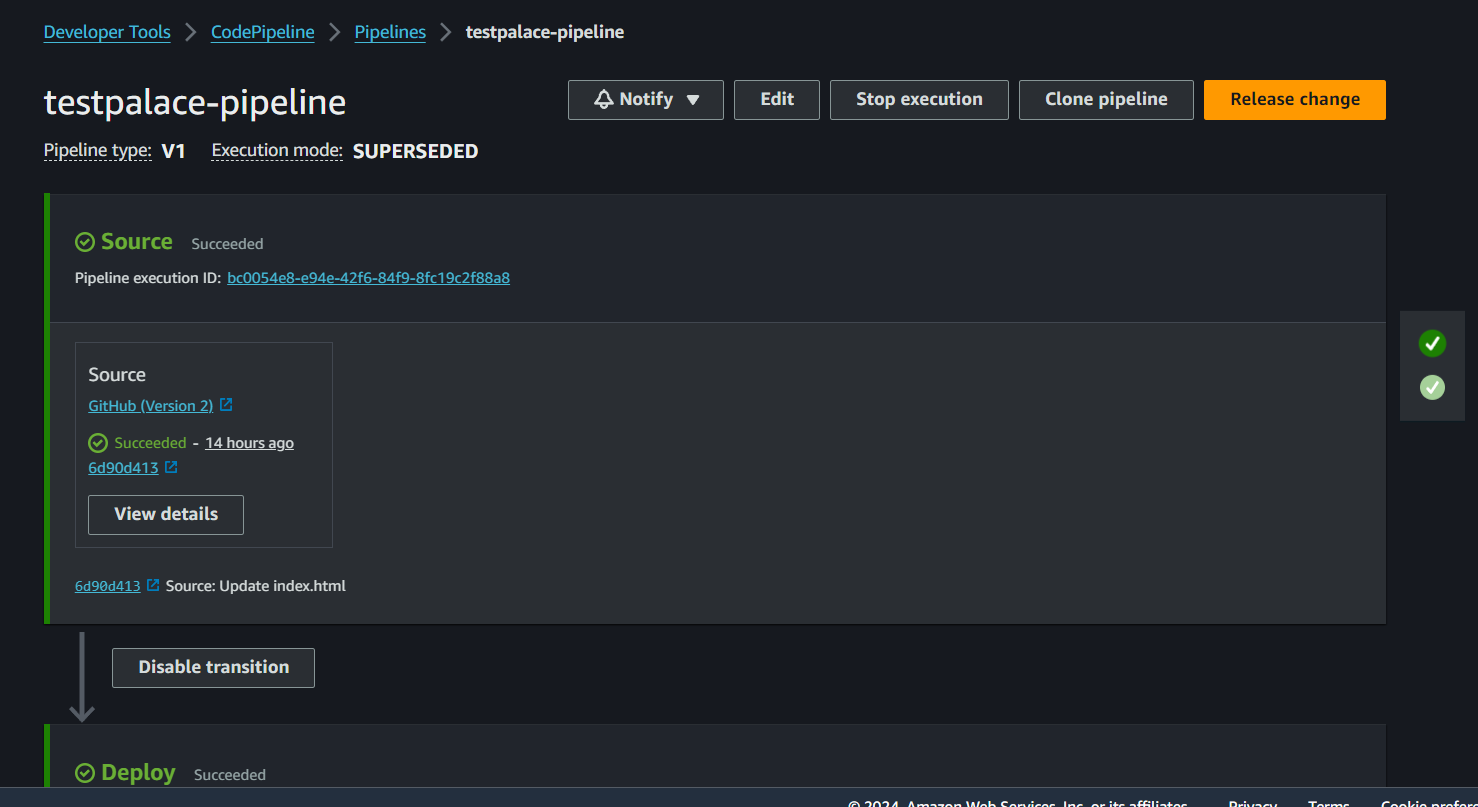 Developer Tools > CodePipeline > Pipelines > testpalace-pipeline
testpalace-pipeline
Notify ▼ Edit Stop execution Clone pipeline Release change
Pipeline type: V1 Execution mode: SUPERSEDED
Source Succeeded
Pipeline execution ID: bc0054e8-e94e-42f6-84f9-8fc19c2f88a8
Source
GitHub (Version 2)
Succeeded - 14 hours ago
6d90d413
View details
6d90d413 Source: Update index.html
Disable transition
Deploy Succeeded
© 2024, Amazon Web Services, Inc. or its affiliates. Privacy Terms Cookie prefere